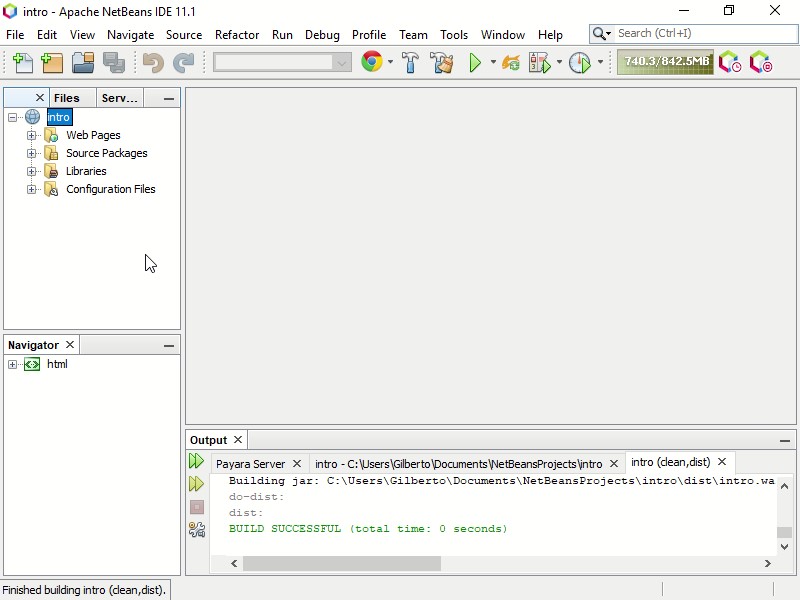 intro - Apache NetBeans IDE 11.1
File Edit View Navigate Source Refactor Run Debug Profile Team Tools Window Help Search (Ctrl+I)
740.3/842.5MB
Files Serv...
intro
Web Pages
Source Packages
Libraries
Configuration Files
Navigator
html
Output
Payara Server intro - C:\Users\Gilberto\Documents\NetBeansProjects\intro intro (clean,dist)
Building jar: C:\Users\Gilberto\Documents\NetBeansProjects\intro\dist\intro.wa
do-dist:
dist:
BUILD SUCCESSFUL (total time: 0 seconds)
Finished building intro (clean,dist).